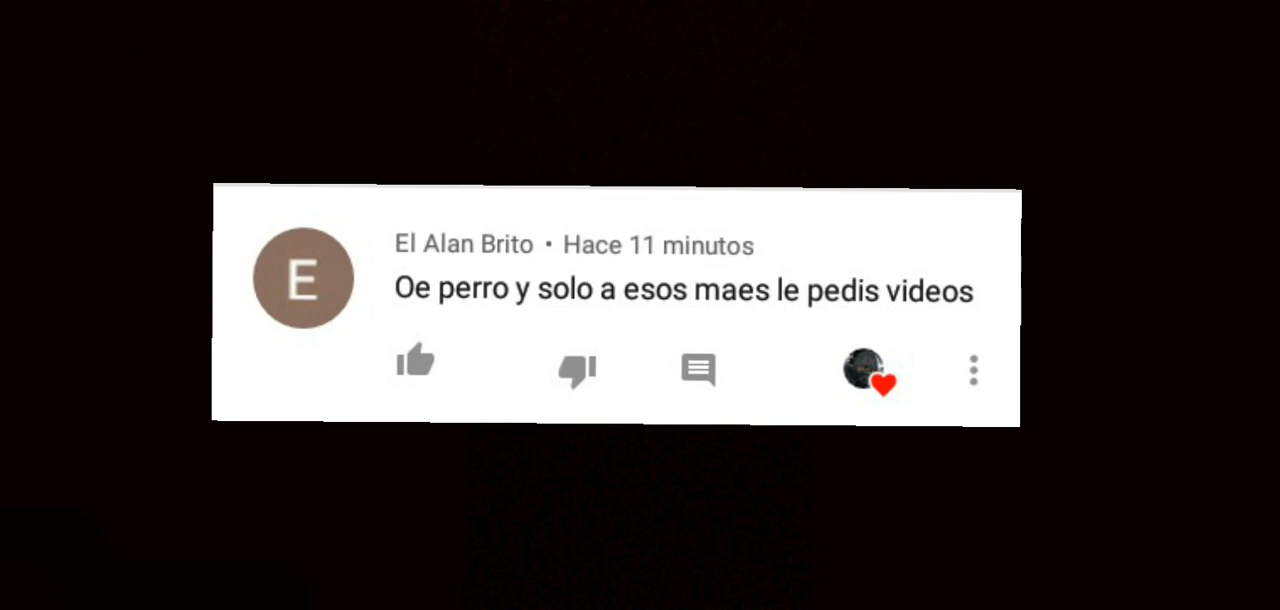 E
El Alan Brito • Hace 11 minutos
Oe perro y solo a esos maes le pedis videos